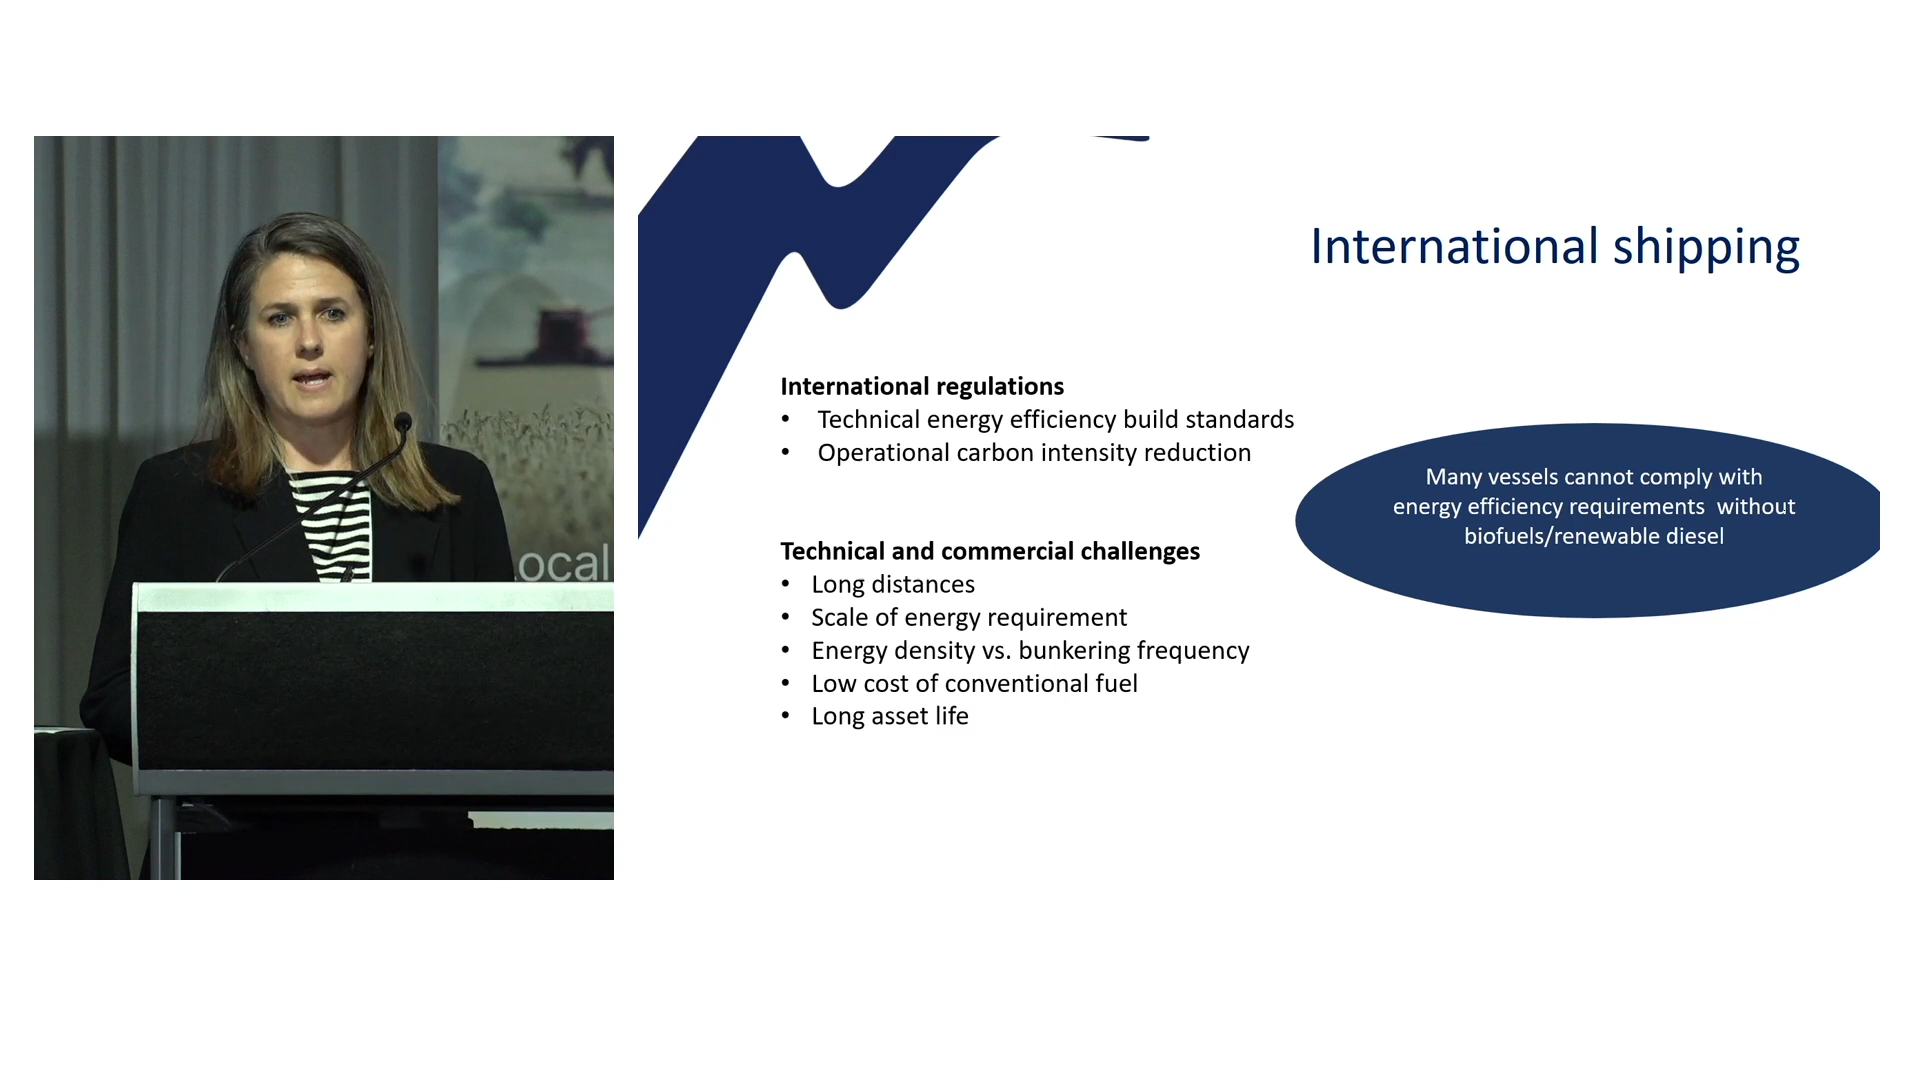 International shipping
International regulations
• Technical energy efficiency build standards
• Operational carbon intensity reduction
Many vessels cannot comply with
energy efficiency requirements  without
biofuels/renewable diesel
Technical and commercial challenges
• Long distances
• Scale of energy requirement
• Energy density vs. bunkering frequency
• Low cost of conventional fuel
• Long asset life
ocal